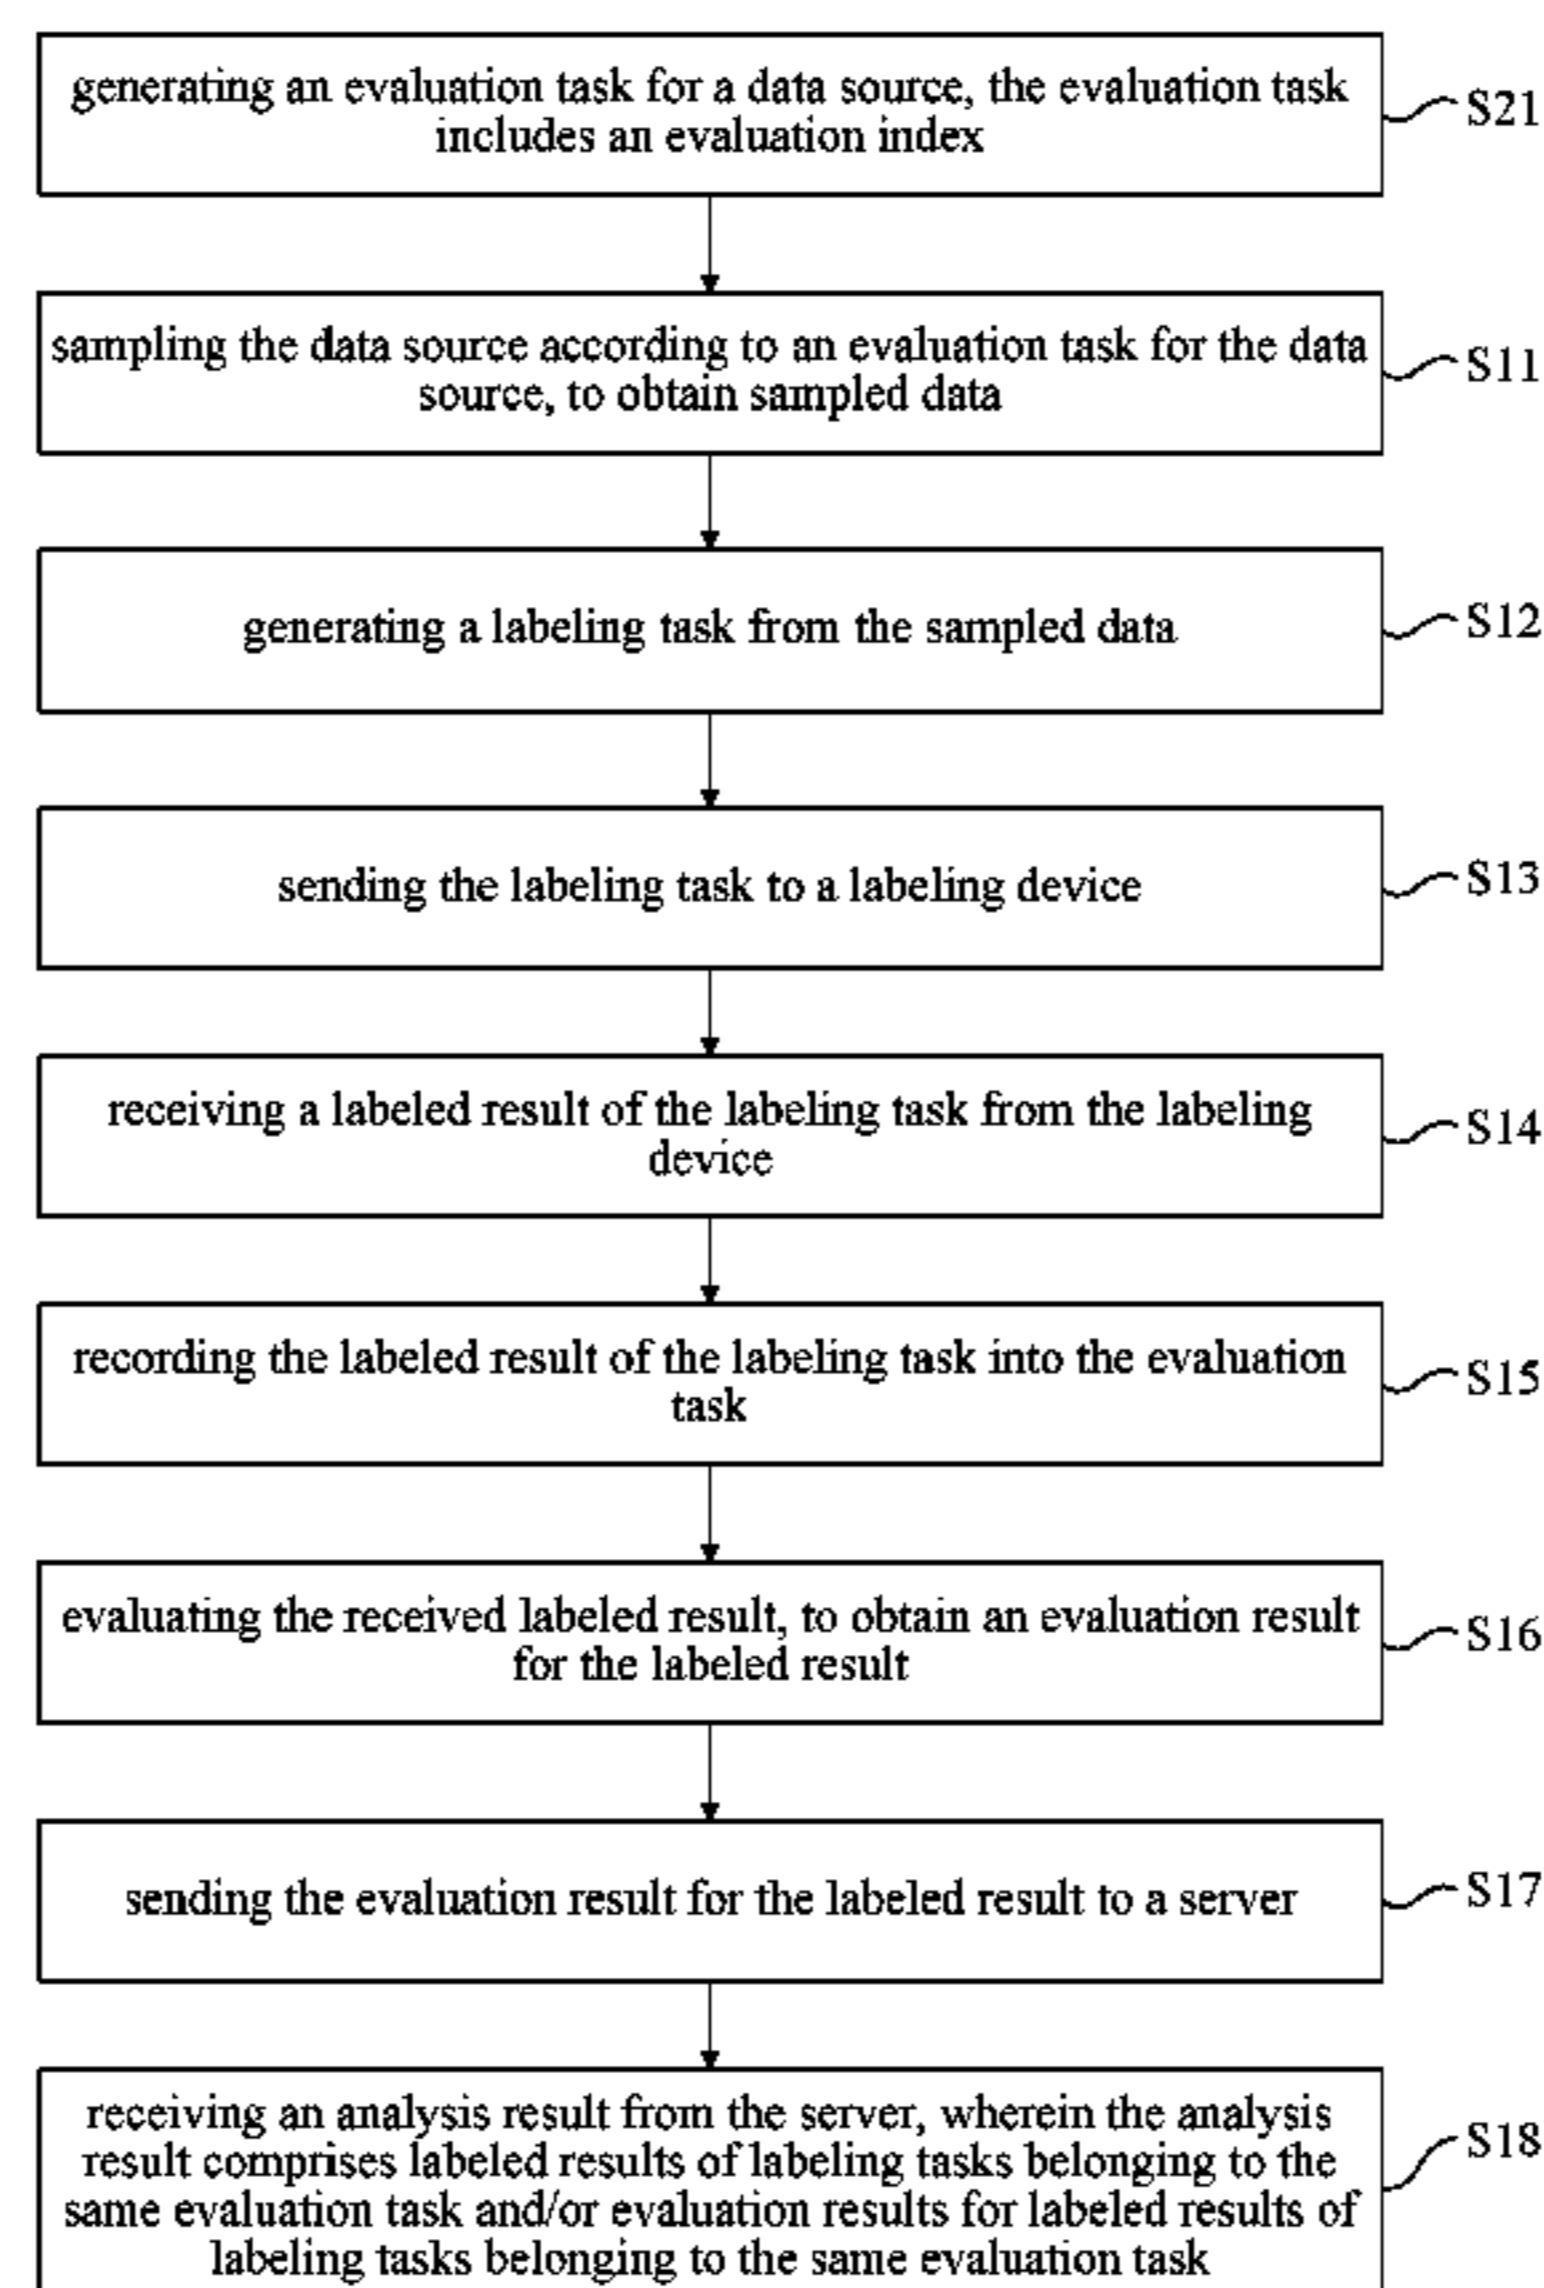 generating an evaluation task for a data source, the evaluation task
includes an evaluation index
S21
sampling the data source according to an evaluation task for the data
source, to obtain sampled data
S11
generating a labeling task from the sampled data
S12
sending the labeling task to a labeling device
S13
receiving a labeled result of the labeling task from the labeling
device
S14
recording the labeled result of the labeling task into the evaluation
task
S15
evaluating the received labeled result, to obtain an evaluation result
for the labeled result
S16
sending the evaluation result for the labeled result to a server
S17
receiving an analysis result from the server, wherein the analysis
result comprises labeled results of labeling tasks belonging to the
same evaluation task and/or evaluation results for labeled results of
labeling tasks belonging to the same evaluation task
S18